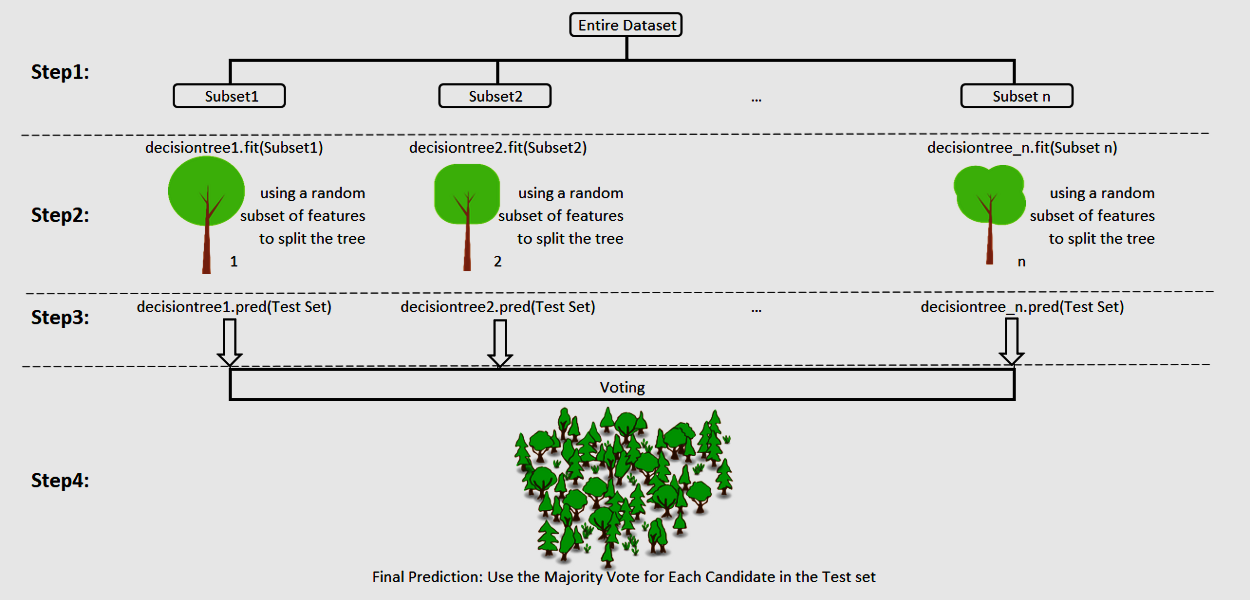 Entire Dataset
Step1:
Subset1
Subset2
...
Subset n
decisiontree1.fit(Subset1)
decisiontree2.fit(Subset2)
decisiontree_n.fit(Subset n)
Step2:
using a random
subset of features
to split the tree
1
using a random
subset of features
to split the tree
2
using a random
subset of features
to split the tree
n
Step3:
decisiontree1.pred(Test Set)
decisiontree2.pred(Test Set)
...
decisiontree_n.pred(Test Set)
Voting
Step4:
Final Prediction: Use the Majority Vote for Each Candidate in the Test set